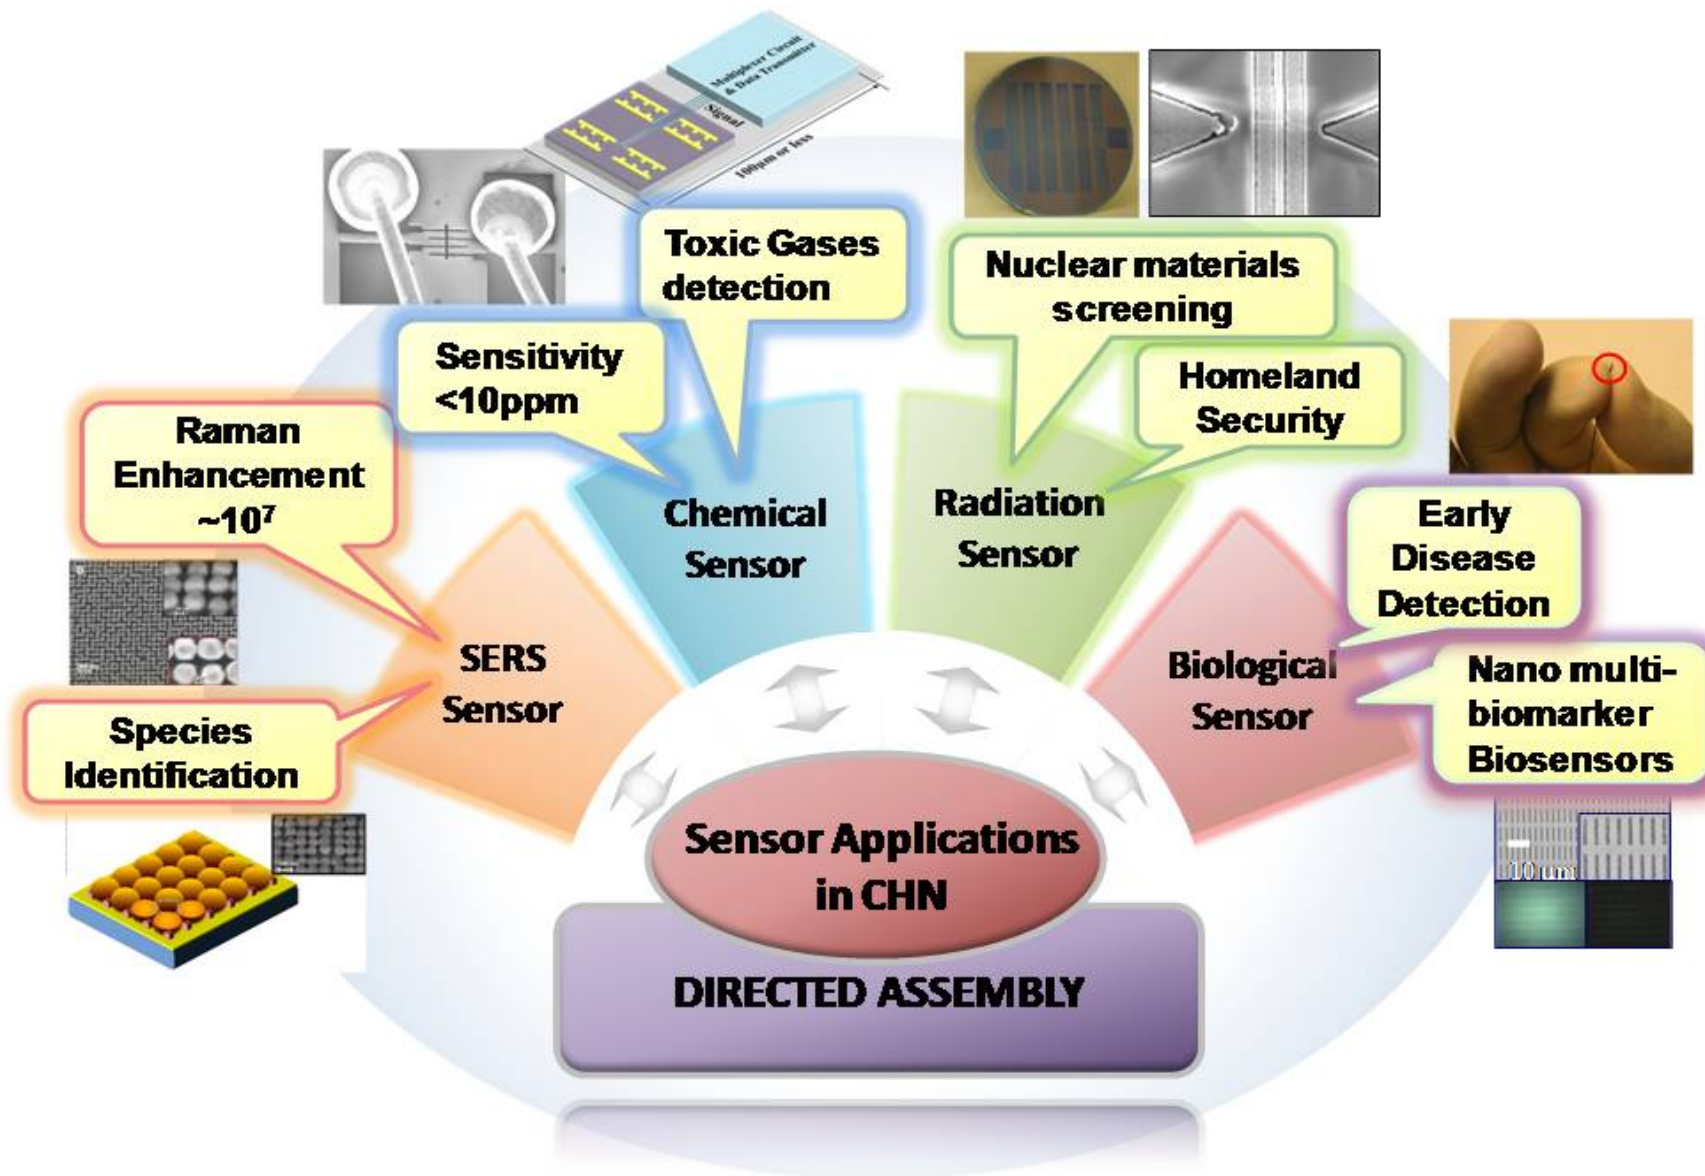 Multiplexer Circuit
& Data Transmitter
Signal
100µm or less
Toxic Gases
detection
Nuclear materials
screening
Sensitivity
<10ppm
Homeland
Security
Raman
Enhancement
~10⁷
Chemical
Sensor
Radiation
Sensor
Early
Disease
Detection
SERS
Sensor
Biological
Sensor
Nano multi-
biomarker
Biosensors
Species
Identification
10 µm
Sensor Applications
in CHN
DIRECTED ASSEMBLY